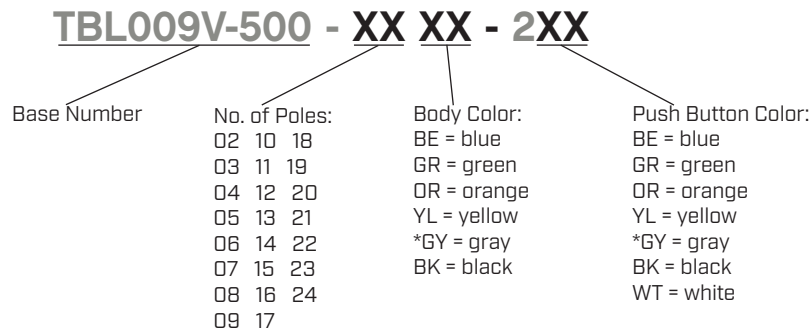 TBL009V-500 - XX XX - 2XX
Base Number
No. of Poles:
02 10 18
03 11 19
04 12 20
05 13 21
06 14 22
07 15 23
08 16 24
09 17
Body Color:
BE = blue
GR = green
OR = orange
YL = yellow
*GY = gray
BK = black
Push Button Color:
BE = blue
GR = green
OR = orange
YL = yellow
*GY = gray
BK = black
WT = white